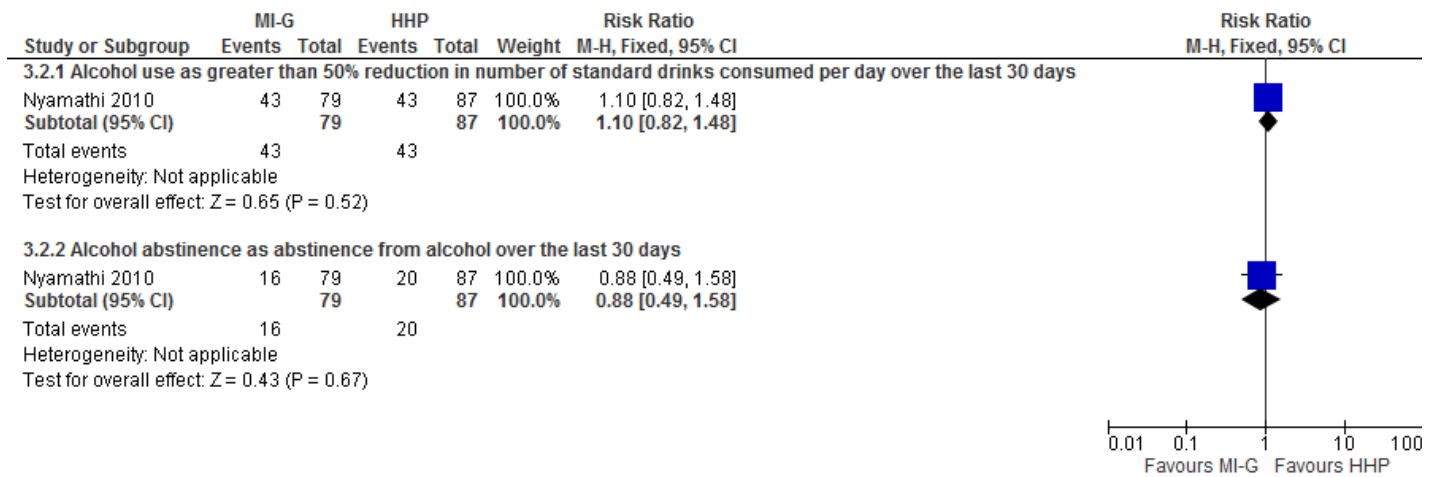 MI-G HHP Risk Ratio Risk Ratio
Study or Subgroup Events Total Events Total Weight M-H, Fixed, 95% CI M-H, Fixed, 95% CI
3.2.1 Alcohol use as greater than 50% reduction in number of standard drinks consumed per day over the last 30 days
Nyamathi 2010 43 79 43 87 100.0% 1.10 [0.82, 1.48]
Subtotal (95% CI) 79 87 100.0% 1.10 [0.82, 1.48]
Total events 43 43
Heterogeneity: Not applicable
Test for overall effect: Z = 0.65 (P = 0.52)
3.2.2 Alcohol abstinence as abstinence from alcohol over the last 30 days
Nyamathi 2010 16 79 20 87 100.0% 0.88 [0.49, 1.58]
Subtotal (95% CI) 79 87 100.0% 0.88 [0.49, 1.58]
Total events 16 20
Heterogeneity: Not applicable
Test for overall effect: Z = 0.43 (P = 0.67)
0.01 0.1 1 10 100
Favours MI-G Favours HHP